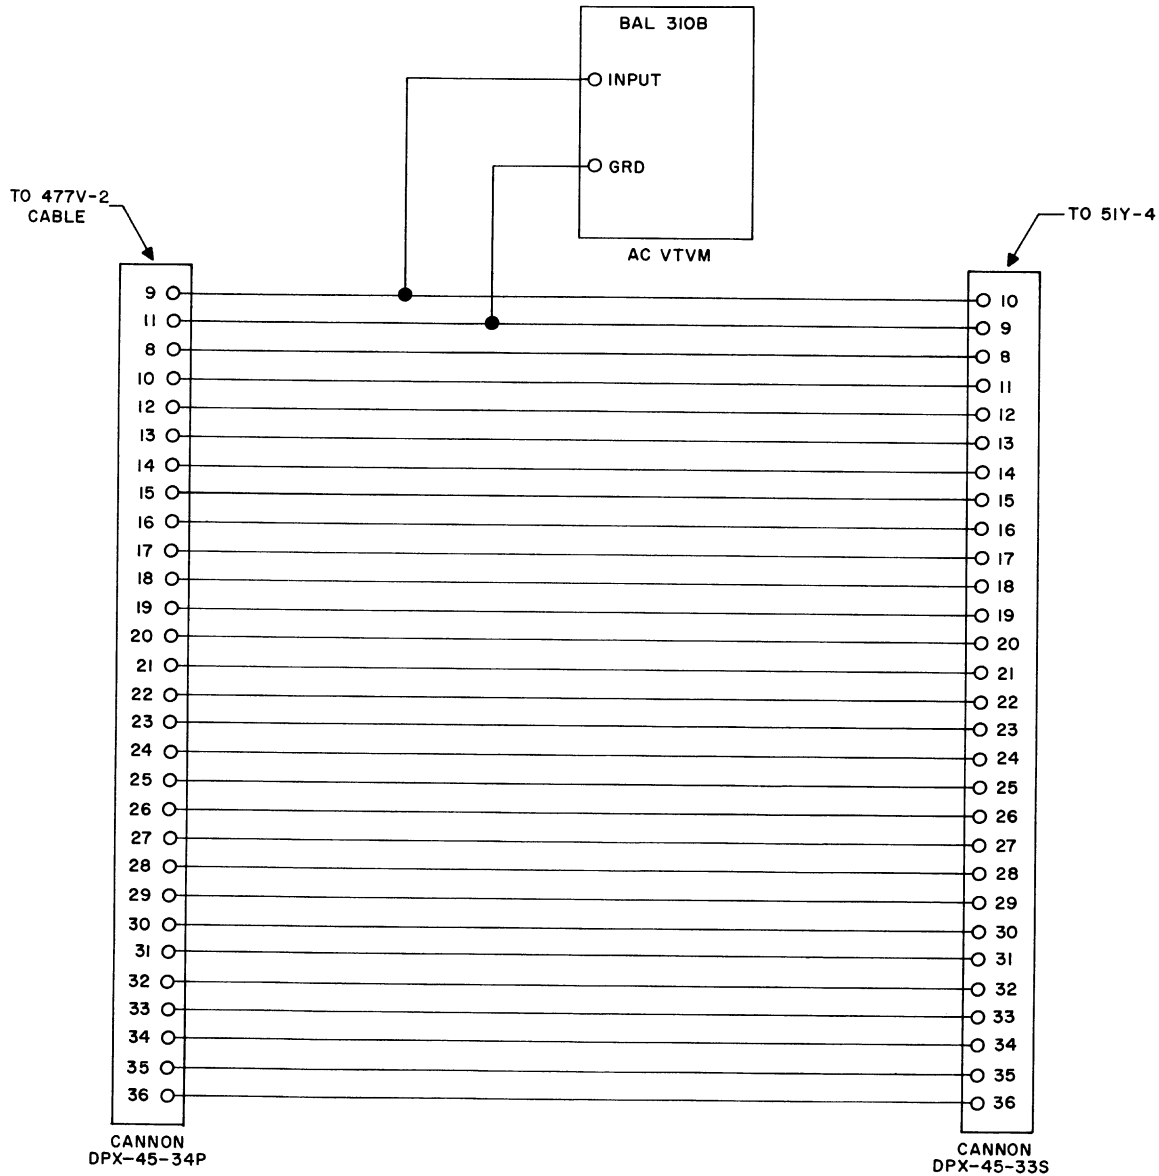 BAL 310B
INPUT
GRD
AC VTVM
TO 477V-2
CABLE
TO 51Y-4
9 10
11 9
8 8
10 11
12 12
13 13
14 14
15 15
16 16
17 17
18 18
19 19
20 20
21 21
22 22
23 23
24 24
25 25
26 26
27 27
28 28
29 29
30 30
31 31
32 32
33 33
34 34
35 35
36 36
CANNON
DPX-45-34P
CANNON
DPX-45-33S